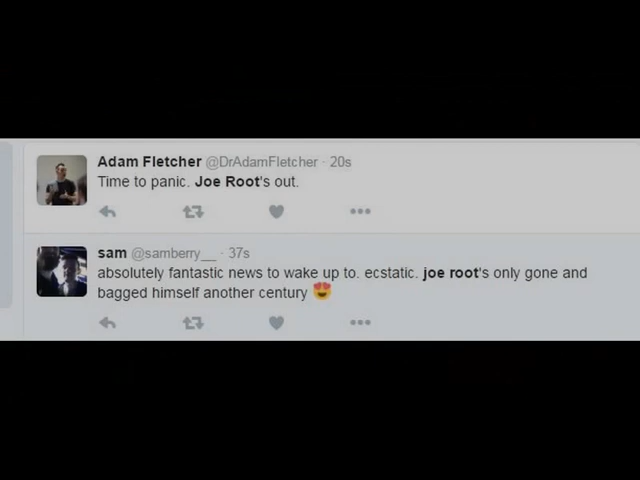 Adam Fletcher @DrAdamFletcher · 20s
Time to panic. Joe Root's out.
sam @samberry__ · 37s
absolutely fantastic news to wake up to. ecstatic. joe root's only gone and
bagged himself another century 😍